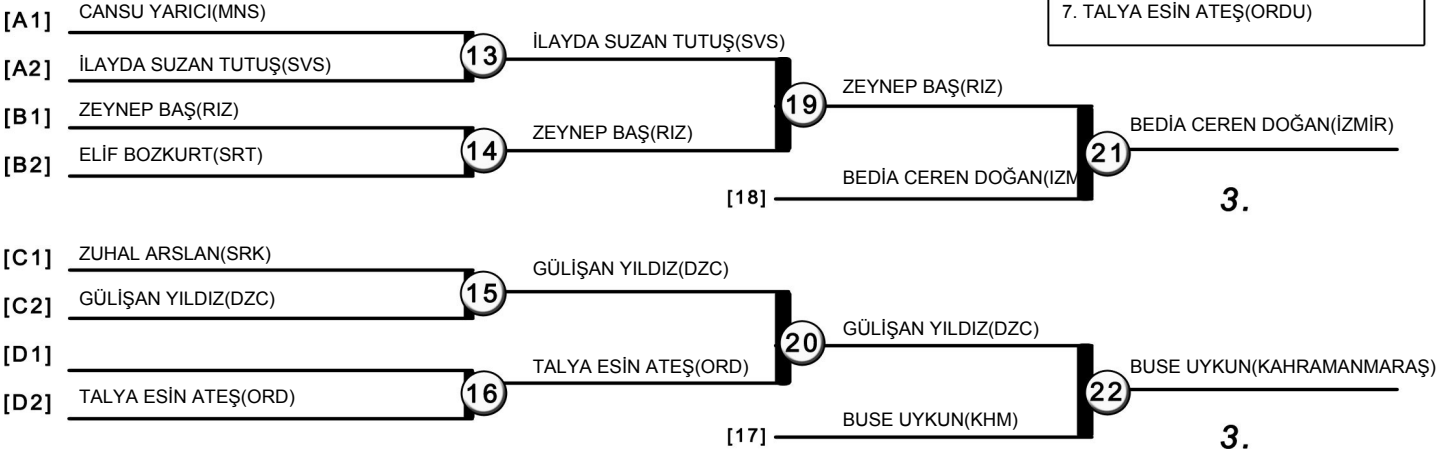 7. TALYA ESİN ATEŞ(ORDU)
[A1] CANSU YARICI(MNS)
13 İLAYDA SUZAN TUTUŞ(SVS)
[A2] İLAYDA SUZAN TUTUŞ(SVS)
19 ZEYNEP BAŞ(RIZ)
[B1] ZEYNEP BAŞ(RIZ)
14 ZEYNEP BAŞ(RIZ)
21 BEDİA CEREN DOĞAN(İZMİR)
[B2] ELİF BOZKURT(SRT)
[18] BEDİA CEREN DOĞAN(IZM
3.
[C1] ZUHAL ARSLAN(SRK)
15 GÜLİŞAN YILDIZ(DZC)
[C2] GÜLİŞAN YILDIZ(DZC)
20 GÜLİŞAN YILDIZ(DZC)
[D1]
16 TALYA ESİN ATEŞ(ORD)
22 BUSE UYKUN(KAHRAMANMARAŞ)
[D2] TALYA ESİN ATEŞ(ORD)
[17] BUSE UYKUN(KHM)
3.